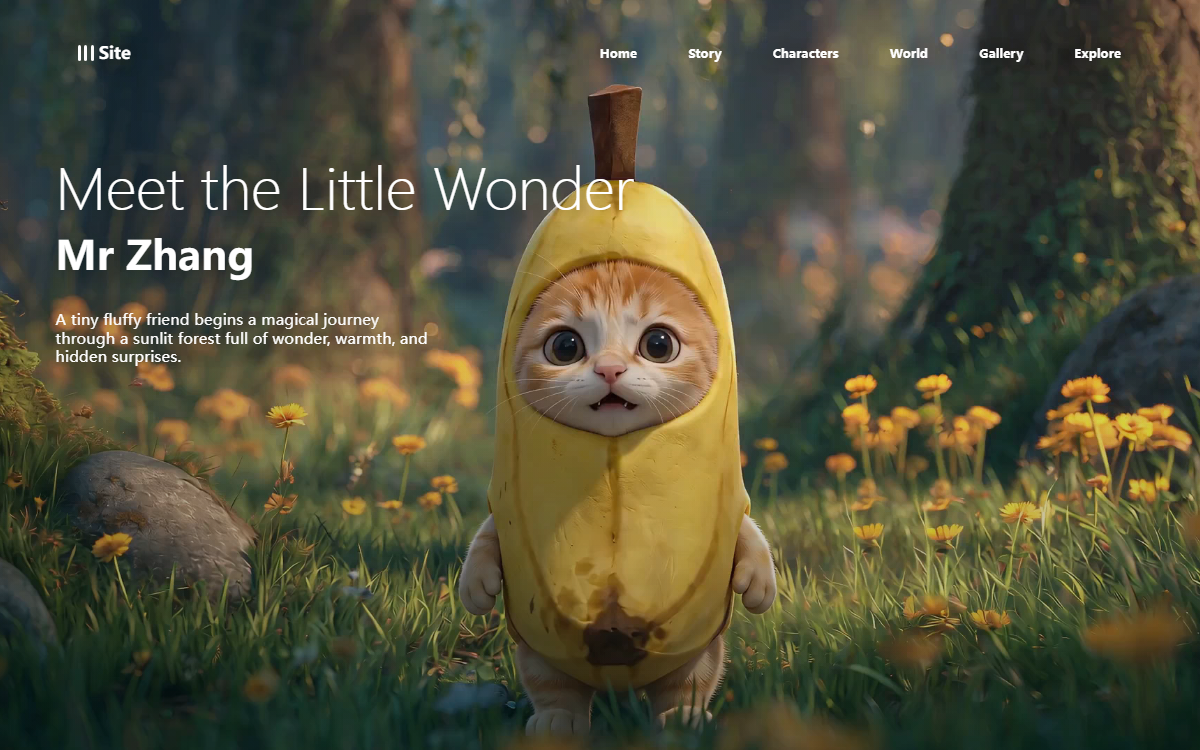 Site
Home Story Characters World Gallery Explore
Meet the Little Wonder
Mr Zhang
A tiny fluffy friend begins a magical journey
through a sunlit forest full of wonder, warmth, and
hidden surprises.